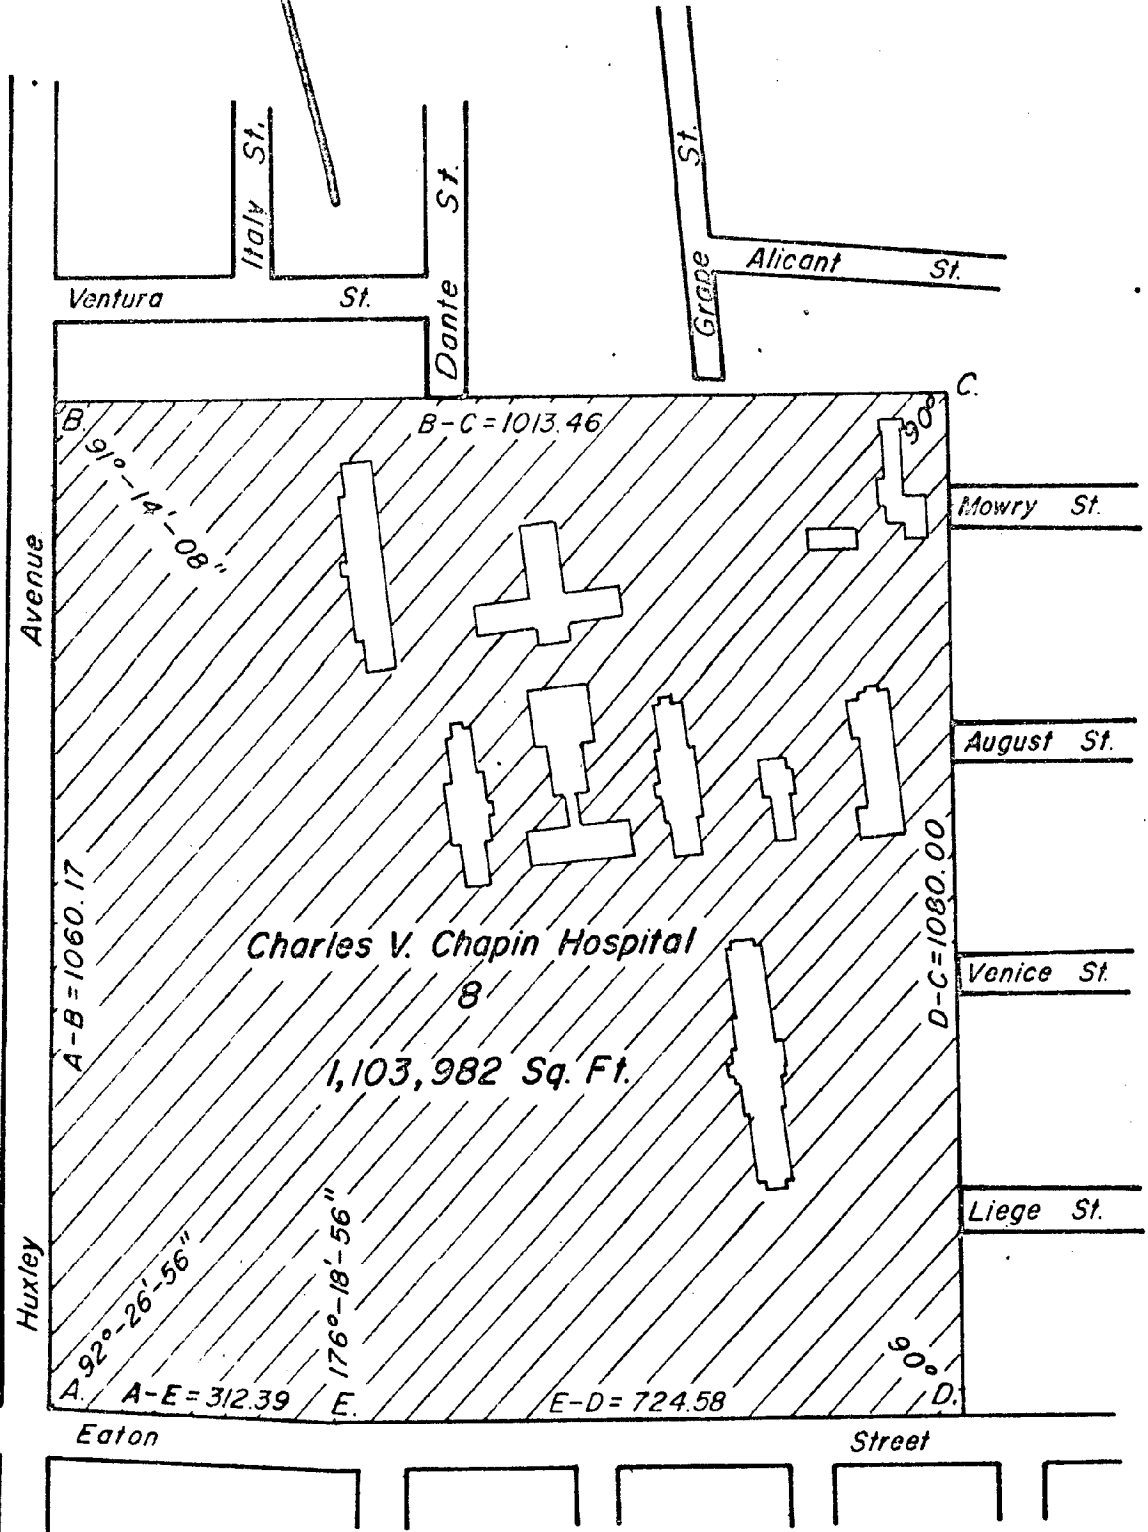 Italy St.
Dante St.
Grape St.
Alicant St.
Ventura St.
C.
B.
B-C = 1013.46
90°
91°-14'-08"
Mowry St.
Huxley Avenue
August St.
A-B = 1060.17
D-C = 1080.00
Charles V. Chapin Hospital
8
Venice St.
1,103,982 Sq. Ft.
Liege St.
92°-26'-56"
176°-18'-56"
90°
A.
A-E = 312.39
E.
E-D = 724.58
D.
Eaton Street